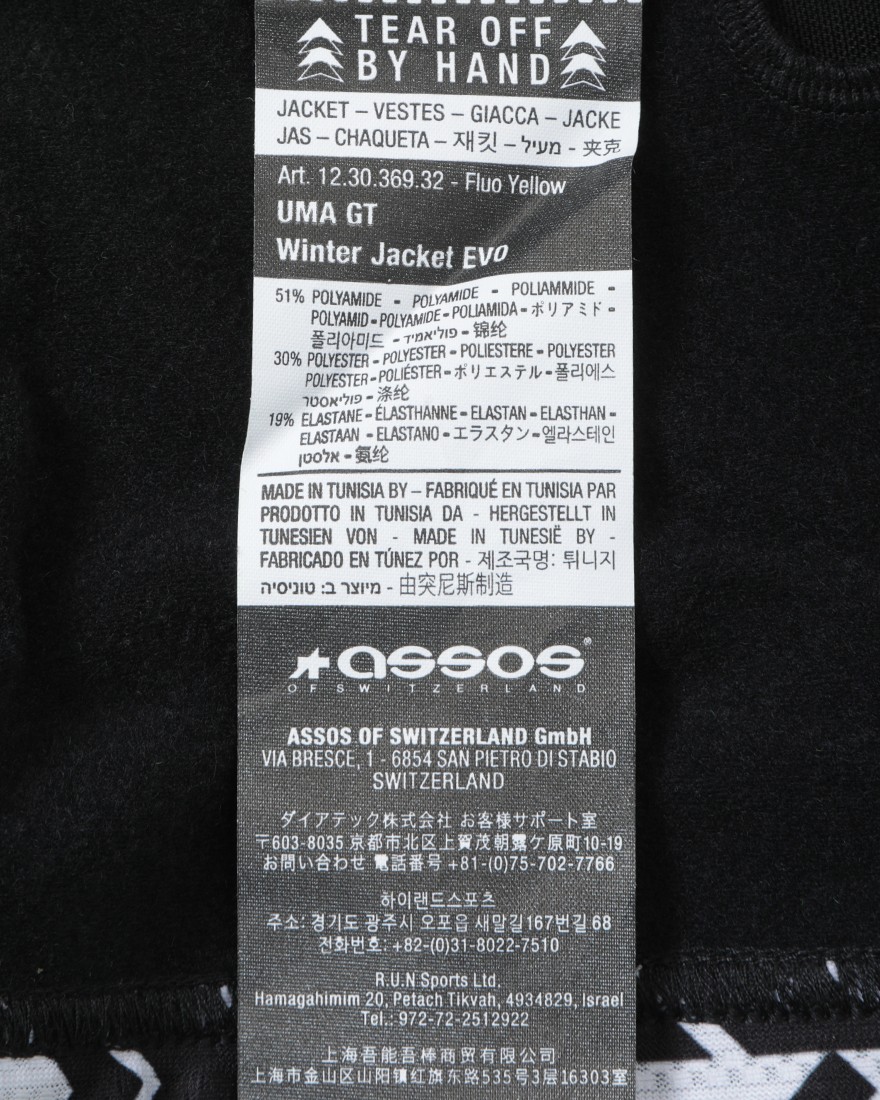 TEAR OFF
BY HAND
JACKET – VESTES – GIACCA – JACKE
JAS – CHAQUETA – 재킷 – מעיל - 夹克
Art. 12.30.369.32 - Fluo Yellow
UMA GT
Winter Jacket EVO
51% POLYAMIDE - POLYAMIDE - POLIAMMIDE -
POLYAMID - POLYAMIDE - POLIAMIDA - ポリアミド -
폴리아미드 - פוליאמיד - 锦纶
30% POLYESTER - POLYESTER - POLIESTERE - POLYESTER
POLYESTER - POLIÉSTER - ポリエステル - 폴리에스
פוליאסטר - 涤纶
19% ELASTANE - ÉLASTHANNE - ELASTAN - ELASTHAN -
ELASTAAN - ELASTANO - エラスタン - 엘라스테인
אלסטן - 氨纶
MADE IN TUNISIA BY – FABRIQUÉ EN TUNISIA PAR
PRODOTTO IN TUNISIA DA - HERGESTELLT IN
TUNESIEN VON - MADE IN TUNESIË BY -
FABRICADO EN TÚNEZ POR - 제조국명: 튀니지
מיוצר ב: טוניסיה - 由突尼斯制造
assos®
OF SWITZERLAND
ASSOS OF SWITZERLAND GmbH
VIA BRESCE, 1 - 6854 SAN PIETRO DI STABIO
SWITZERLAND
ダイアテック株式会社 お客様サポート室
〒603-8035 京都市北区上賀茂朝露ケ原町10-19
お問い合わせ 電話番号 +81-(0)75-702-7766
하이랜드스포츠
주소: 경기도 광주시 오포읍 새말길167번길 68
전화번호: +82-(0)31-8022-7510
R.U.N Sports Ltd.
Hamagahimim 20, Petach Tikvah, 4934829, Israel
Tel.: 972-72-2512922
上海吾能吾棒商贸有限公司
上海市金山区山阳镇红旗东路535号3层16303室